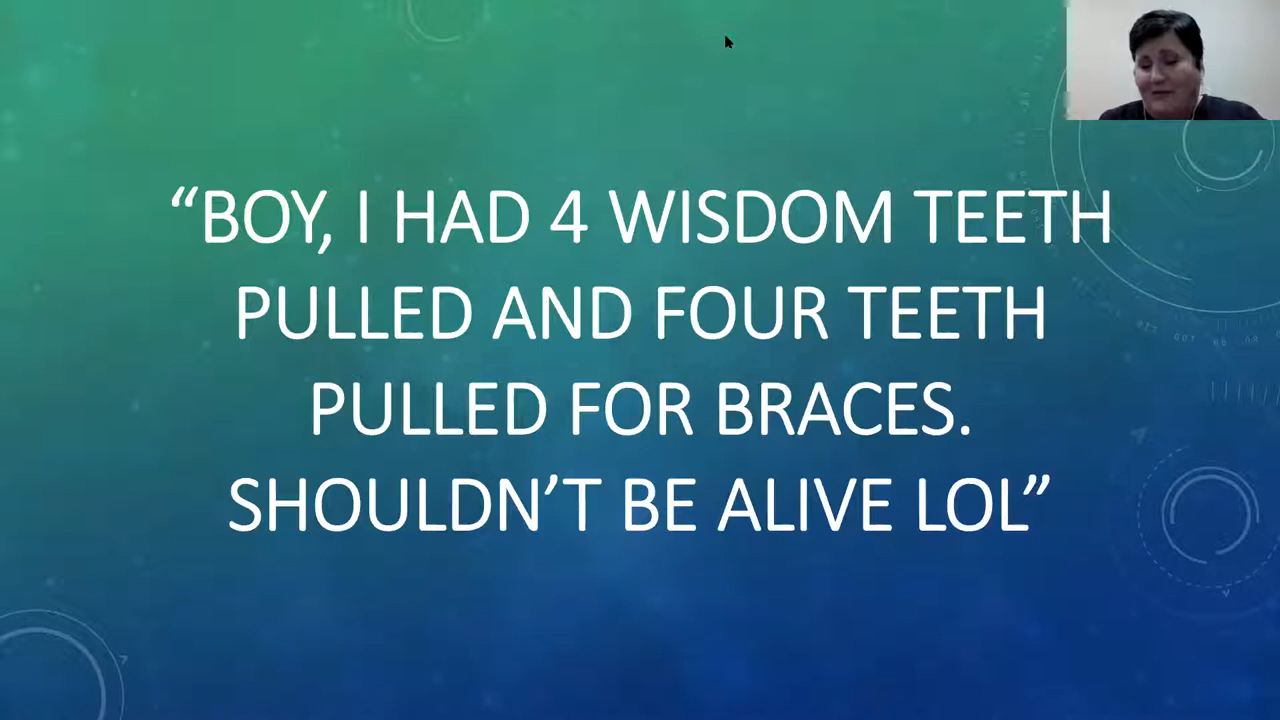 “BOY, I HAD 4 WISDOM TEETH
PULLED AND FOUR TEETH
PULLED FOR BRACES.
SHOULDN’T BE ALIVE LOL”